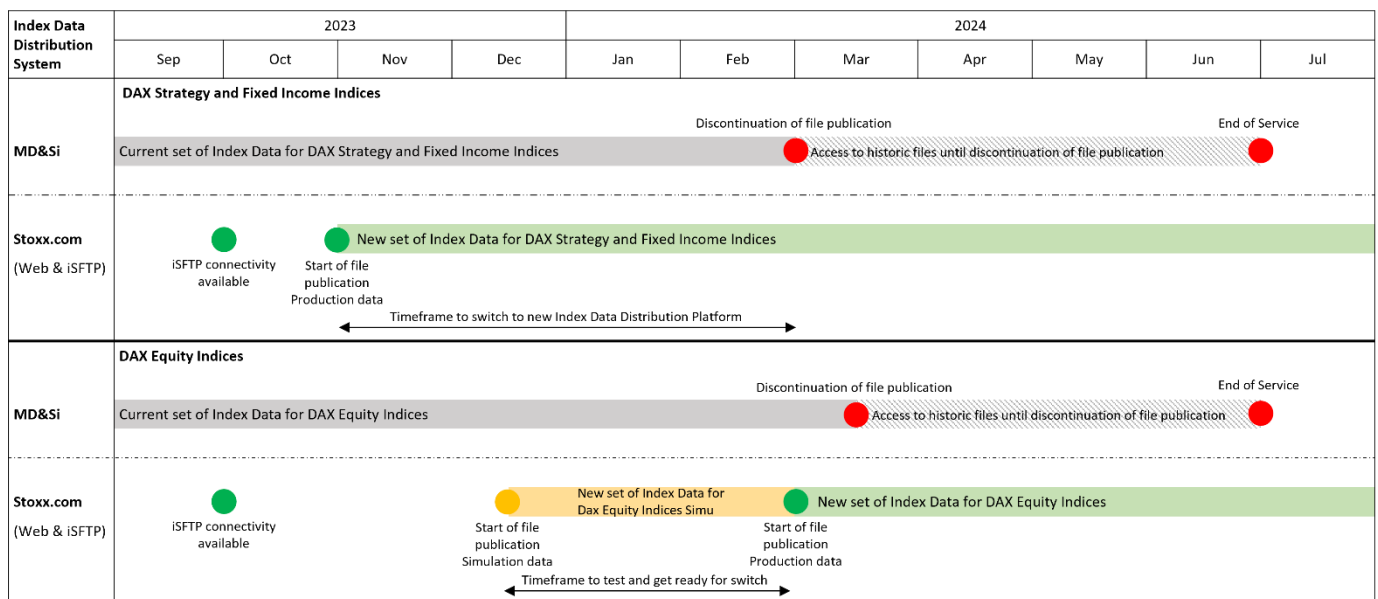 Index Data
Distribution
System
2023
2024
Sep
Oct
Nov
Dec
Jan
Feb
Mar
Apr
May
Jun
Jul
DAX Strategy and Fixed Income Indices
MD&Si
Discontinuation of file publication
End of Service
Current set of Index Data for DAX Strategy and Fixed Income Indices
Access to historic files until discontinuation of file publication
Stoxx.com
(Web & iSFTP)
New set of Index Data for DAX Strategy and Fixed Income Indices
iSFTP connectivity
available
Start of file
publication
Production data
Timeframe to switch to new Index Data Distribution Platform
DAX Equity Indices
MD&Si
Discontinuation of file publication
End of Service
Current set of Index Data for DAX Equity Indices
Access to historic files until discontinuation of file publication
Stoxx.com
(Web & iSFTP)
New set of Index Data for
Dax Equity Indices Simu
New set of Index Data for DAX Equity Indices
iSFTP connectivity
available
Start of file
publication
Simulation data
Start of file
publication
Production data
Timeframe to test and get ready for switch